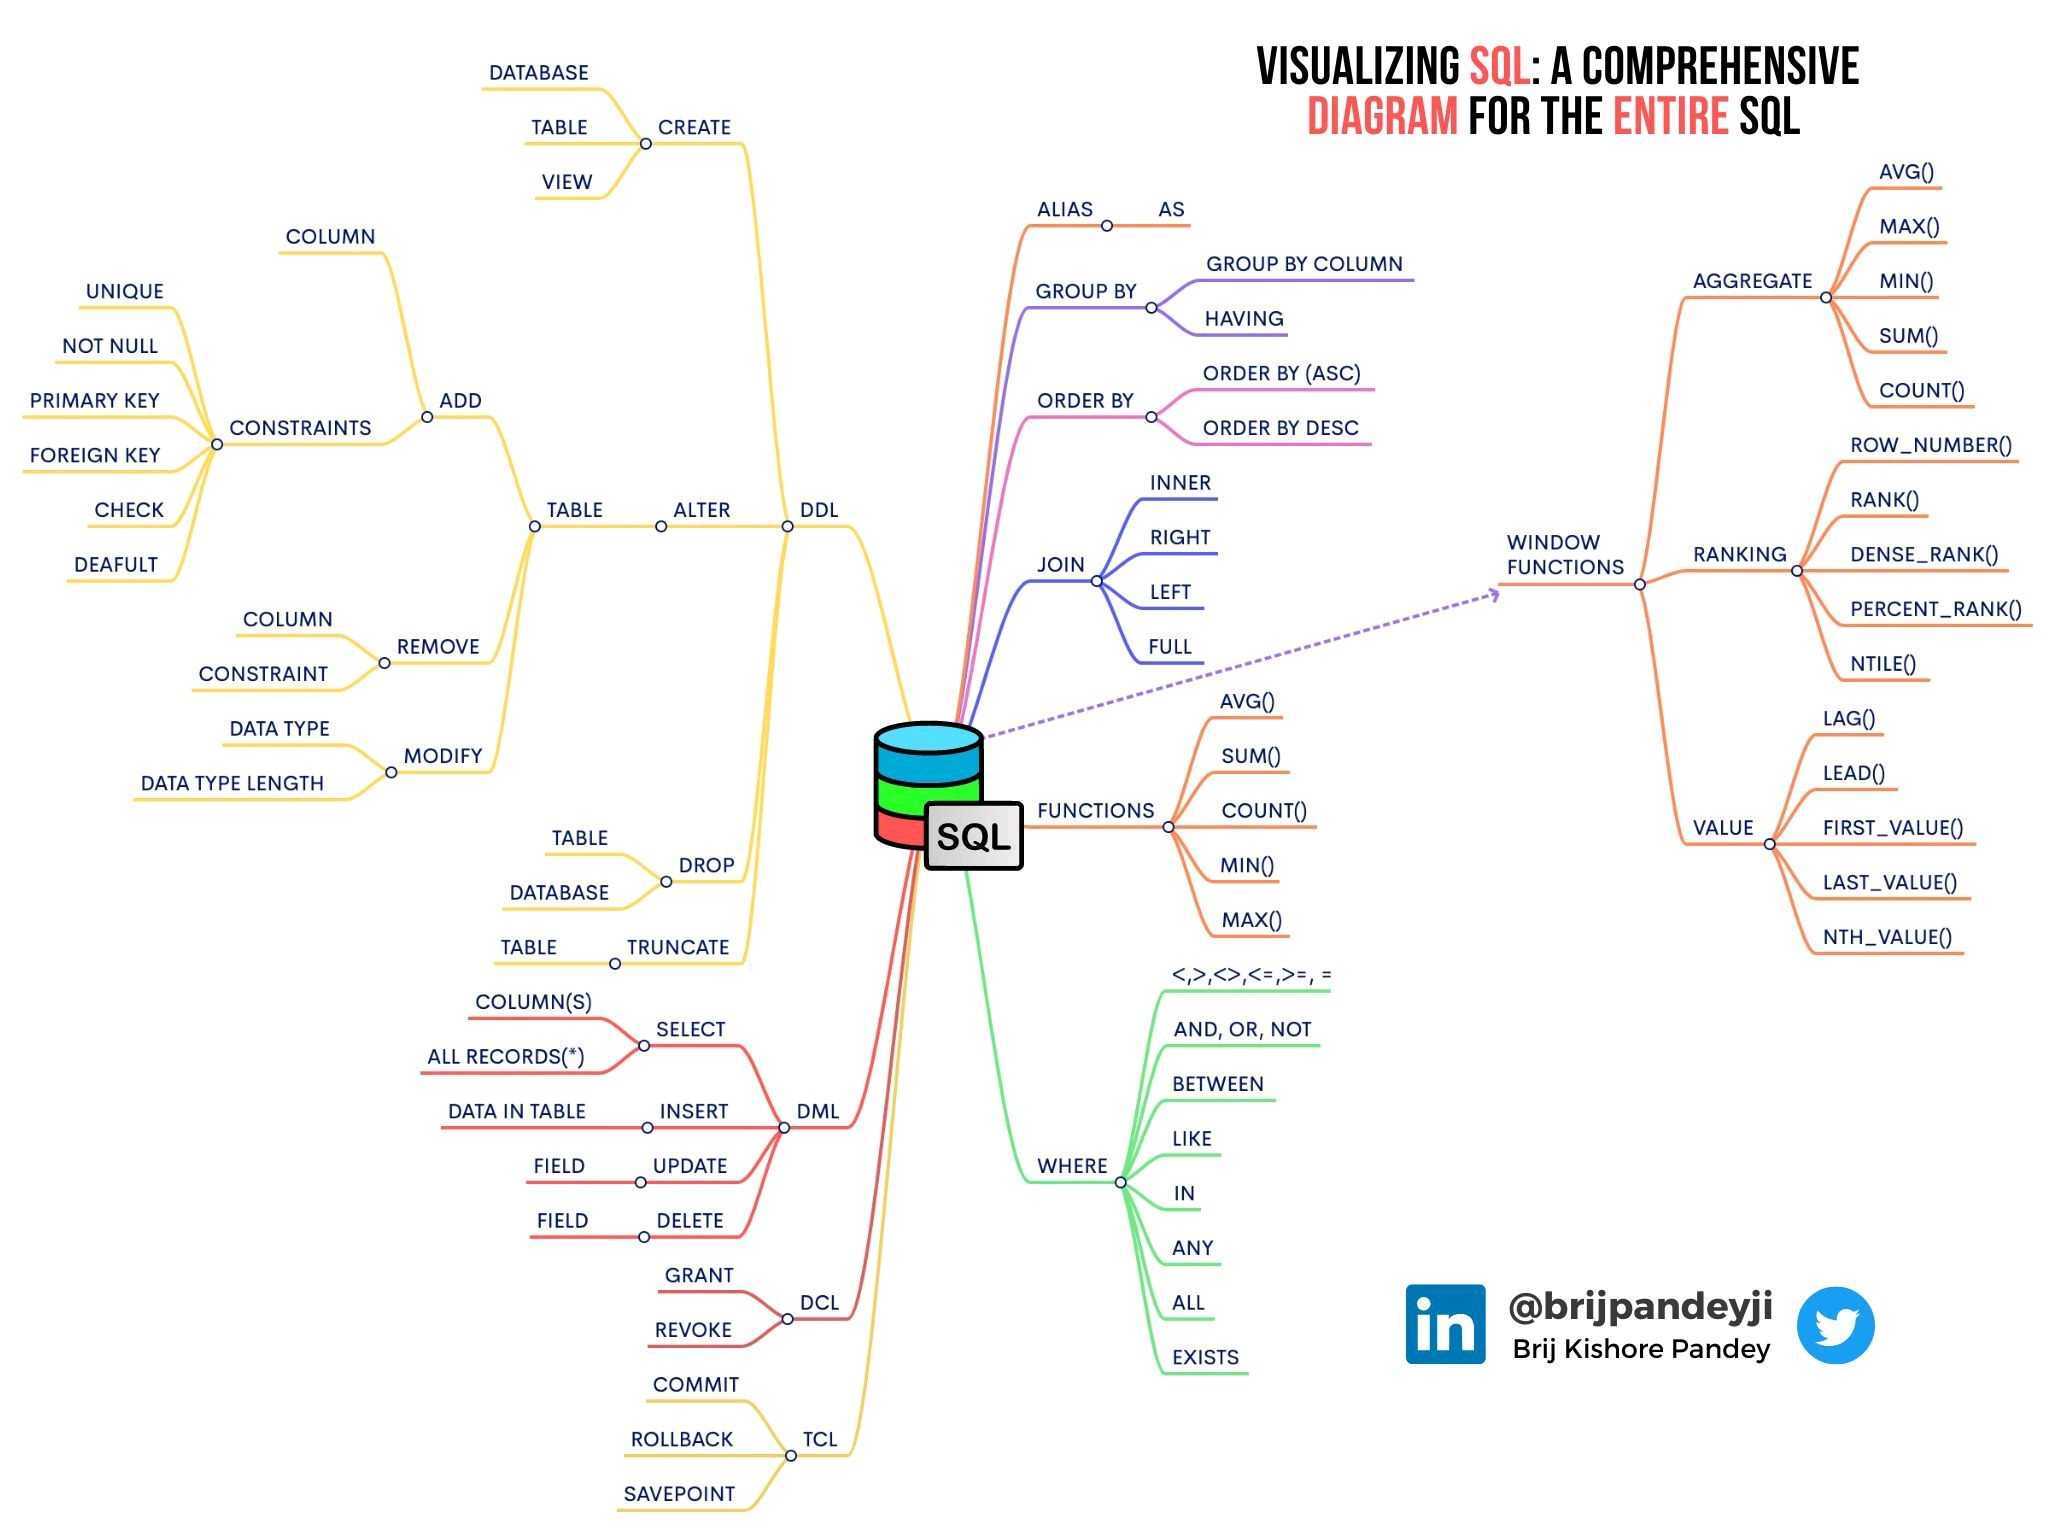 VISUALIZING SQL: A COMPREHENSIVE
DIAGRAM FOR THE ENTIRE SQL
DATABASE
TABLE
VIEW
CREATE
COLUMN
UNIQUE
NOT NULL
PRIMARY KEY
FOREIGN KEY
CHECK
DEAFULT
CONSTRAINTS
ADD
TABLE
ALTER
DDL
COLUMN
CONSTRAINT
REMOVE
DATA TYPE
DATA TYPE LENGTH
MODIFY
TABLE
DATABASE
DROP
TABLE
TRUNCATE
COLUMN(S)
ALL RECORDS(*)
SELECT
DATA IN TABLE
INSERT
DML
FIELD
UPDATE
FIELD
DELETE
GRANT
REVOKE
DCL
COMMIT
ROLLBACK
SAVEPOINT
TCL
SQL
ALIAS
AS
GROUP BY
GROUP BY COLUMN
HAVING
ORDER BY
ORDER BY (ASC)
ORDER BY DESC
JOIN
INNER
RIGHT
LEFT
FULL
FUNCTIONS
AVG()
SUM()
COUNT()
MIN()
MAX()
WHERE
<,>,<>,<=,>=, =
AND, OR, NOT
BETWEEN
LIKE
IN
ANY
ALL
EXISTS
WINDOW
FUNCTIONS
AGGREGATE
AVG()
MAX()
MIN()
SUM()
COUNT()
RANKING
ROW_NUMBER()
RANK()
DENSE_RANK()
PERCENT_RANK()
NTILE()
VALUE
LAG()
LEAD()
FIRST_VALUE()
LAST_VALUE()
NTH_VALUE()
in
@brijpandeyji
Brij Kishore Pandey